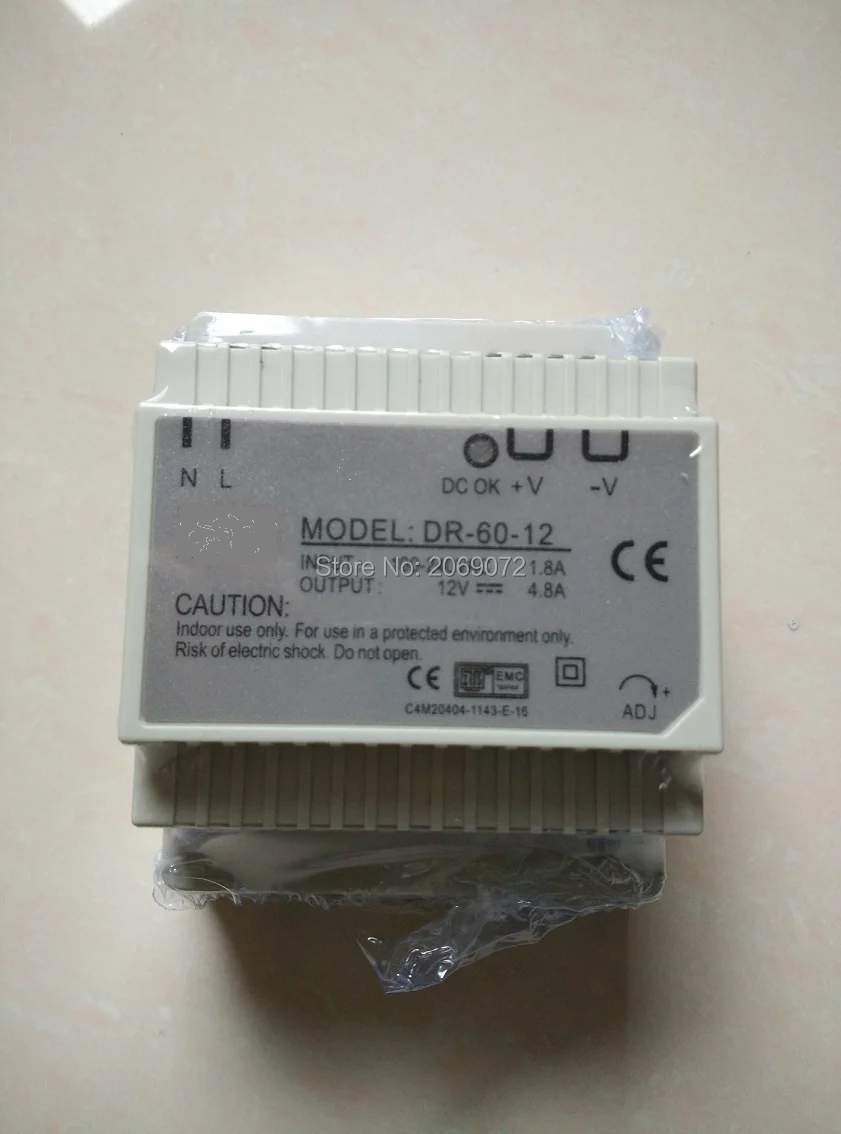 N L
DC OK +V -V
MODEL: DR-60-12
INPUT 1.8A
Store No: 2069072
OUTPUT: 12V 4.8A
CE
CAUTION:
Indoor use only. For use in a protected environment only.
Risk of electric shock. Do not open.
CE EMC
C4M20404-1143-E-16
ADJ +